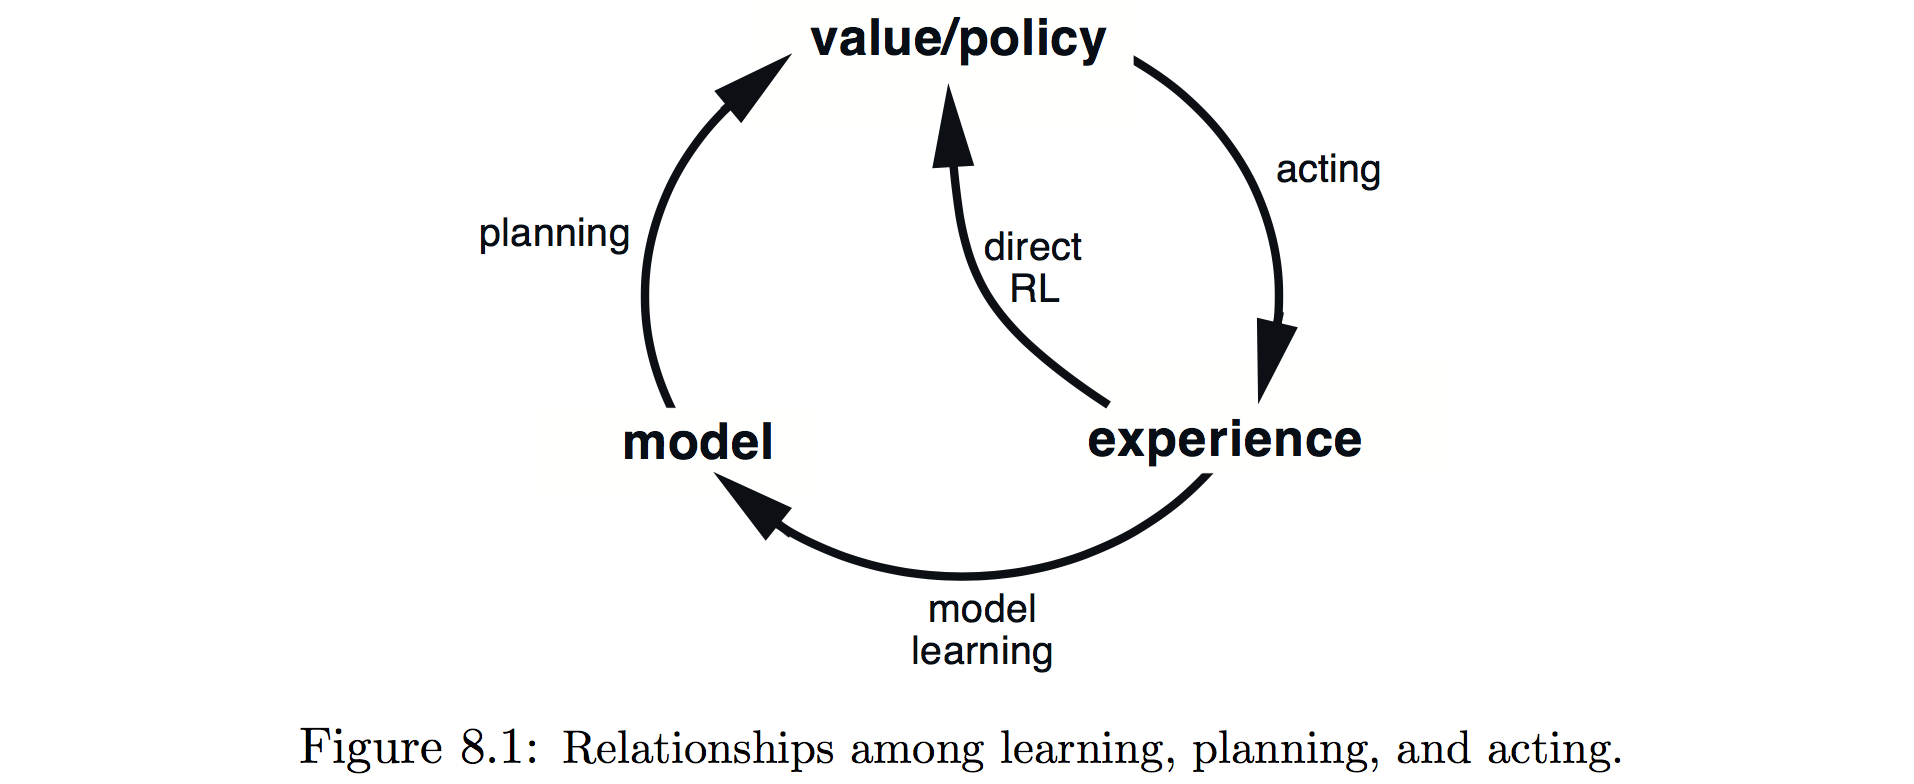 value/policy
acting
planning
direct
RL
model
experience
model
learning
Figure 8.1: Relationships among learning, planning, and acting.